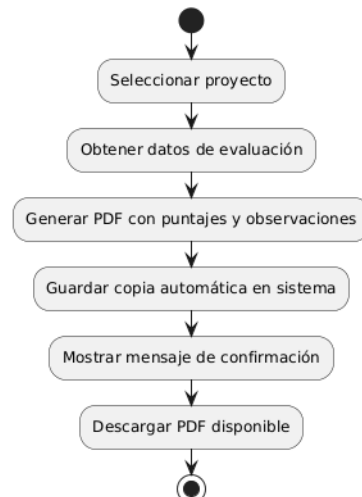 Seleccionar proyecto
Obtener datos de evaluación
Generar PDF con puntajes y observaciones
Guardar copia automática en sistema
Mostrar mensaje de confirmación
Descargar PDF disponible